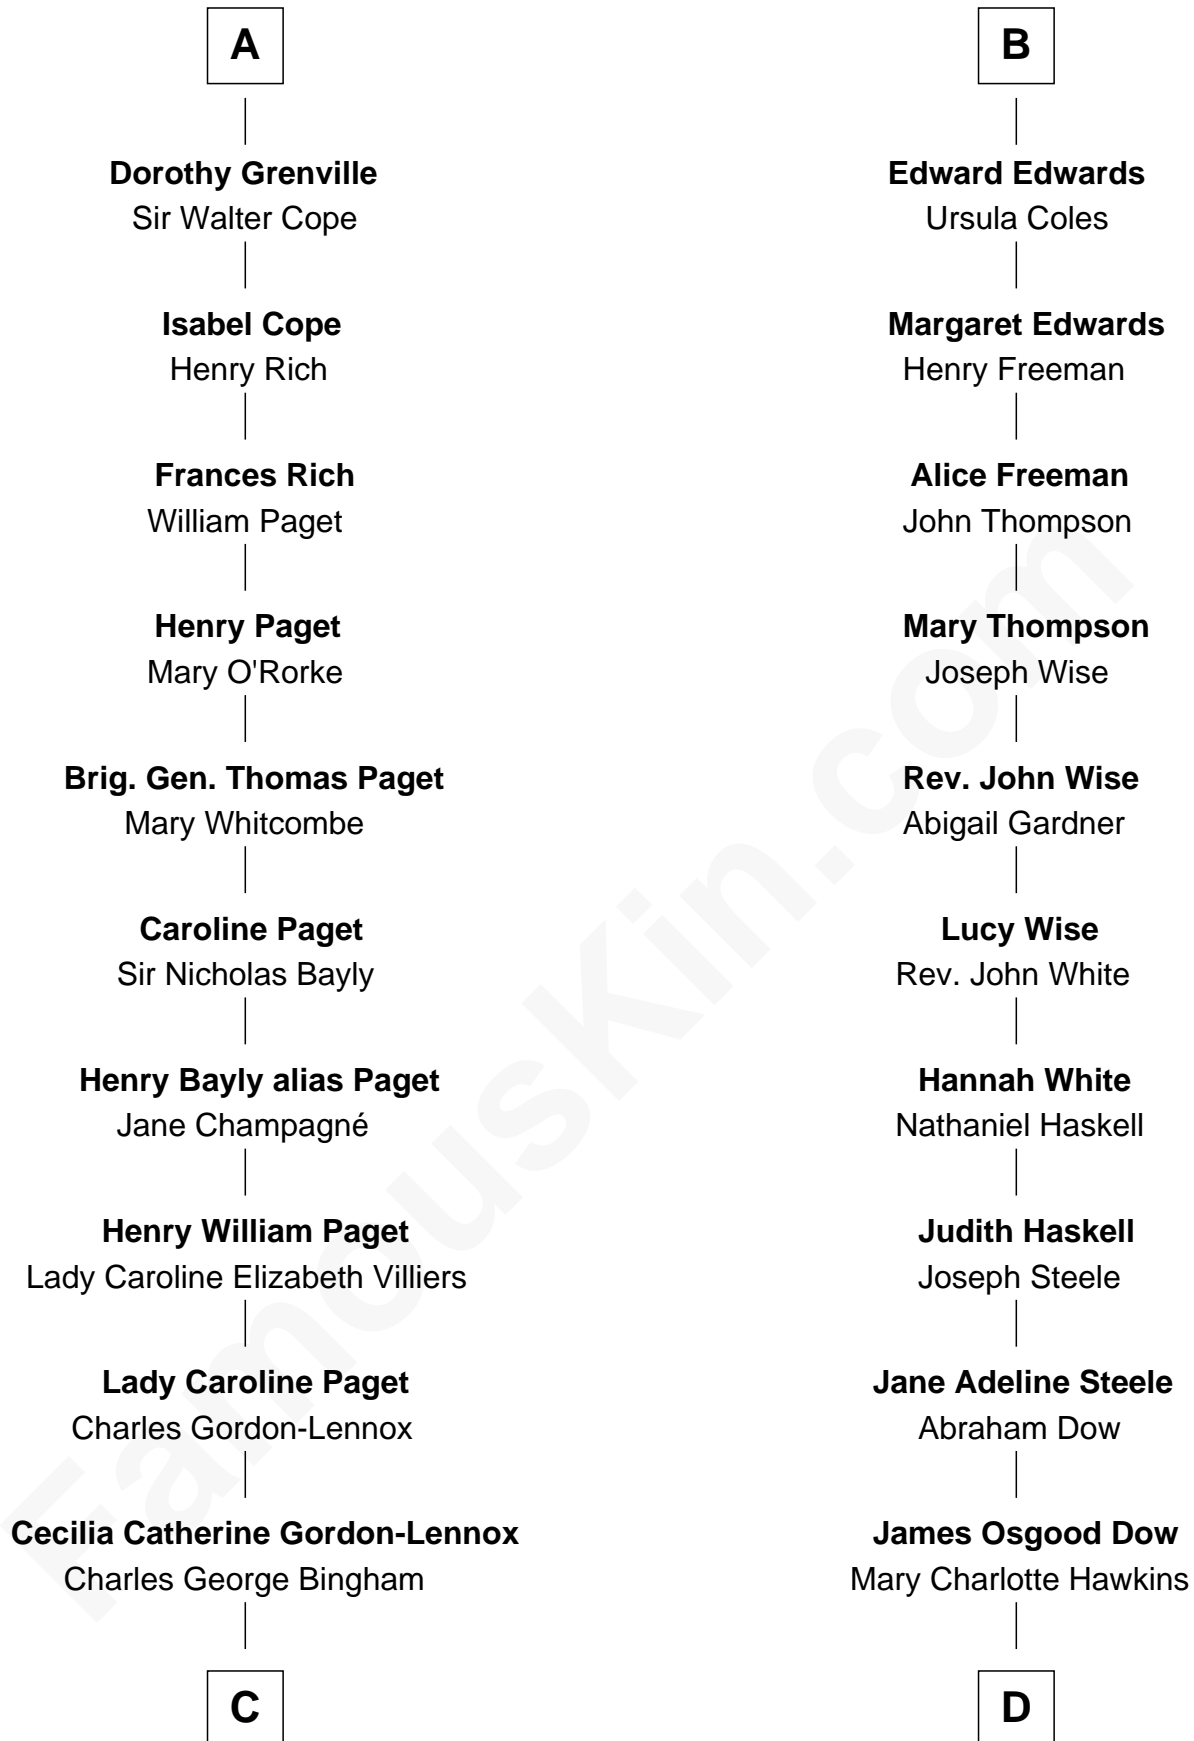 A
Dorothy Grenville
Sir Walter Cope
Isabel Cope
Henry Rich
Frances Rich
William Paget
Henry Paget
Mary O'Rorke
Brig. Gen. Thomas Paget
Mary Whitcombe
Caroline Paget
Sir Nicholas Bayly
Henry Bayly alias Paget
Jane Champagné
Henry William Paget
Lady Caroline Elizabeth Villiers
Lady Caroline Paget
Charles Gordon-Lennox
Cecilia Catherine Gordon-Lennox
Charles George Bingham
C
B
Edward Edwards
Ursula Coles
Margaret Edwards
Henry Freeman
Alice Freeman
John Thompson
Mary Thompson
Joseph Wise
Rev. John Wise
Abigail Gardner
Lucy Wise
Rev. John White
Hannah White
Nathaniel Haskell
Judith Haskell
Joseph Steele
Jane Adeline Steele
Abraham Dow
James Osgood Dow
Mary Charlotte Hawkins
D
FamousKin.com